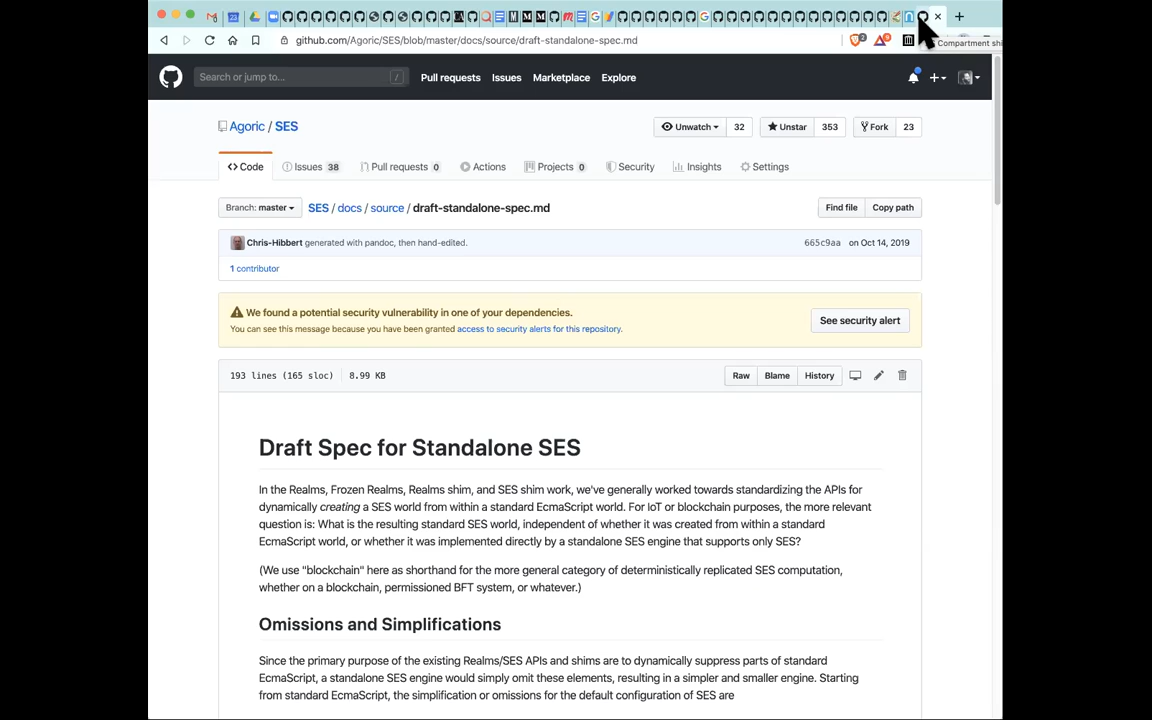 github.com/Agoric/SES/blob/master/docs/source/draft-standalone-spec.md
Compartment shi
Search or jump to...
/
Pull requests
Issues
Marketplace
Explore
Agoric / SES
Unwatch
32
Unstar
353
Fork
23
Code
Issues 38
Pull requests 0
Actions
Projects 0
Security
Insights
Settings
Branch: master
SES / docs / source / draft-standalone-spec.md
Find file
Copy path
Chris-Hibbert generated with pandoc, then hand-edited.
665c9aa on Oct 14, 2019
1 contributor
We found a potential security vulnerability in one of your dependencies.
You can see this message because you have been granted access to security alerts for this repository.
See security alert
193 lines (165 sloc)
8.99 KB
Raw
Blame
History
Draft Spec for Standalone SES
In the Realms, Frozen Realms, Realms shim, and SES shim work, we've generally worked towards standardizing the APIs for
dynamically creating a SES world from within a standard EcmaScript world. For IoT or blockchain purposes, the more relevant
question is: What is the resulting standard SES world, independent of whether it was created from within a standard
EcmaScript world, or whether it was implemented directly by a standalone SES engine that supports only SES?
(We use "blockchain" here as shorthand for the more general category of deterministically replicated SES computation,
whether on a blockchain, permissioned BFT system, or whatever.)
Omissions and Simplifications
Since the primary purpose of the existing Realms/SES APIs and shims are to dynamically suppress parts of standard
EcmaScript, a standalone SES engine would simply omit these elements, resulting in a simpler and smaller engine. Starting
from standard EcmaScript, the simplification or omissions for the default configuration of SES are